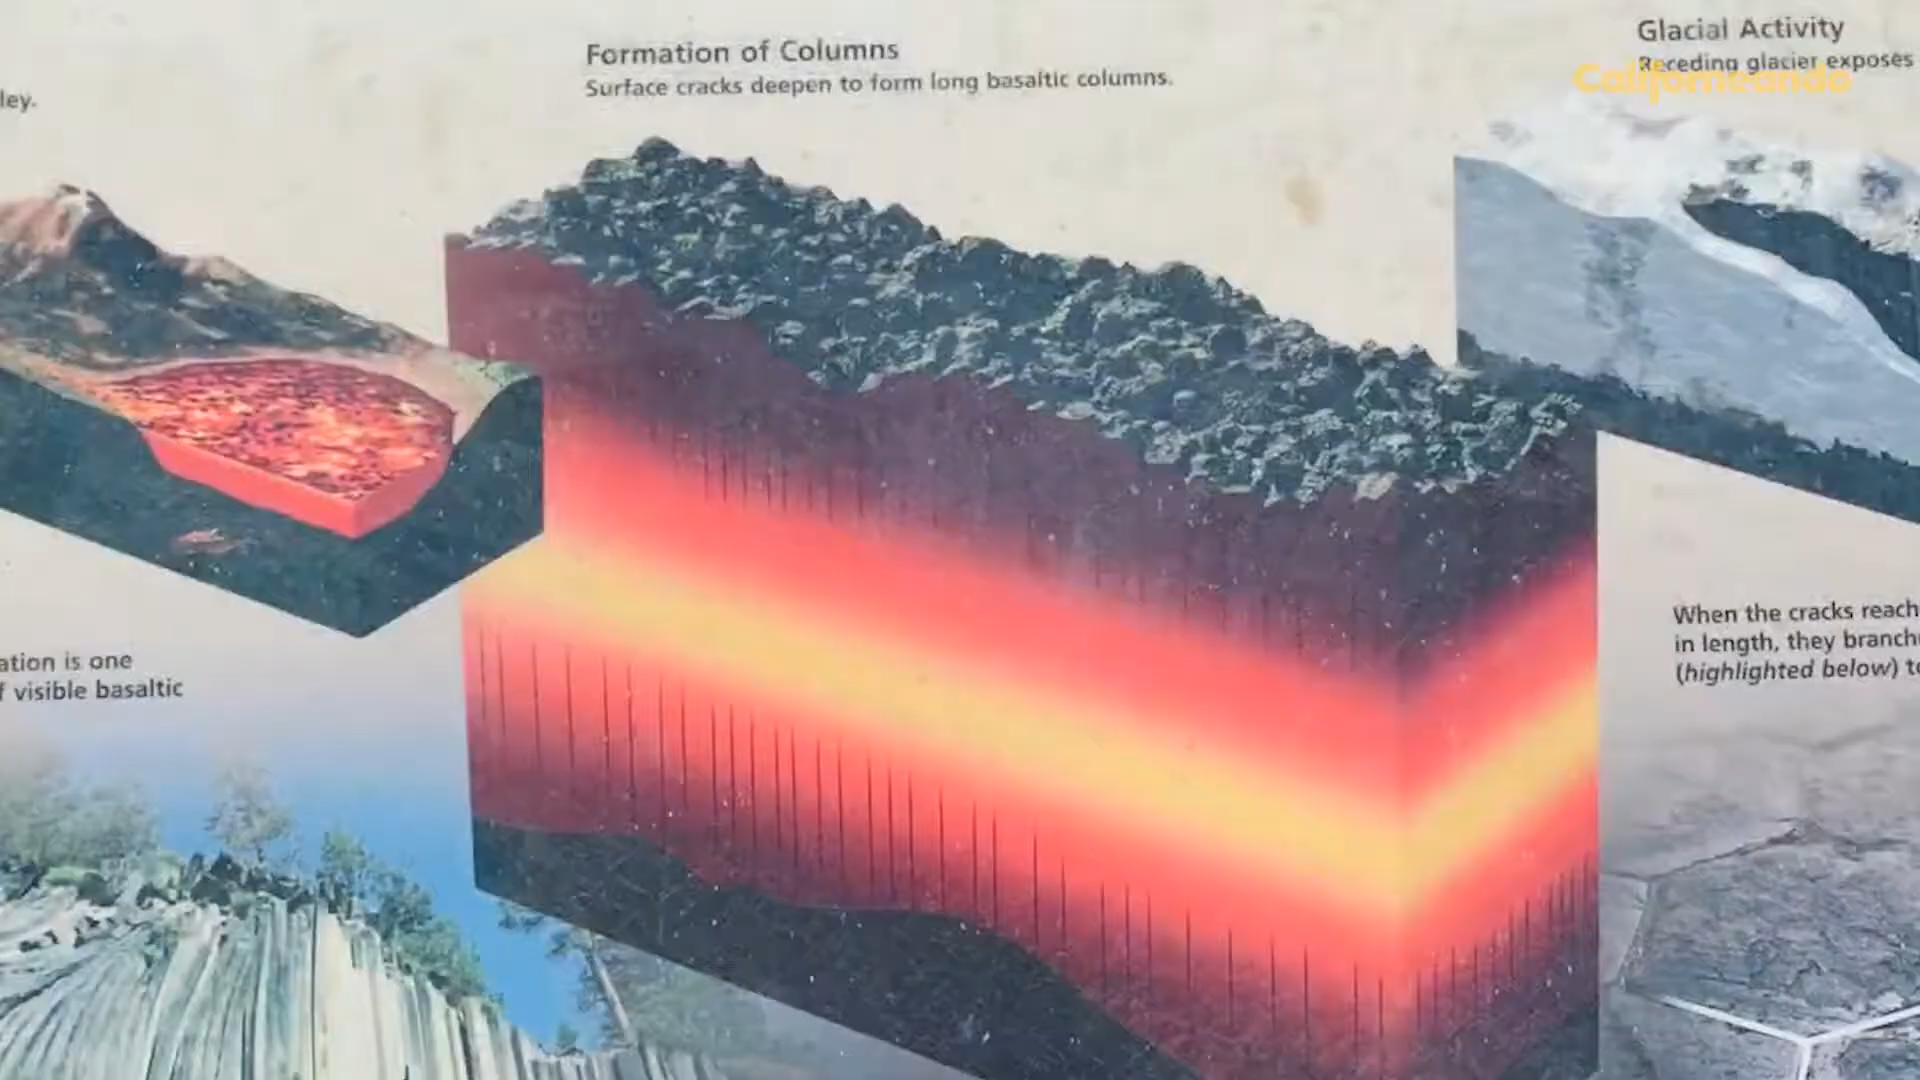 Formation of Columns
Surface cracks deepen to form long basaltic columns.
Glacial Activity
Receding glacier exposes
Californeando
ley.
ation is one
f visible basaltic
When the cracks reach
in length, they branch
(highlighted below) to